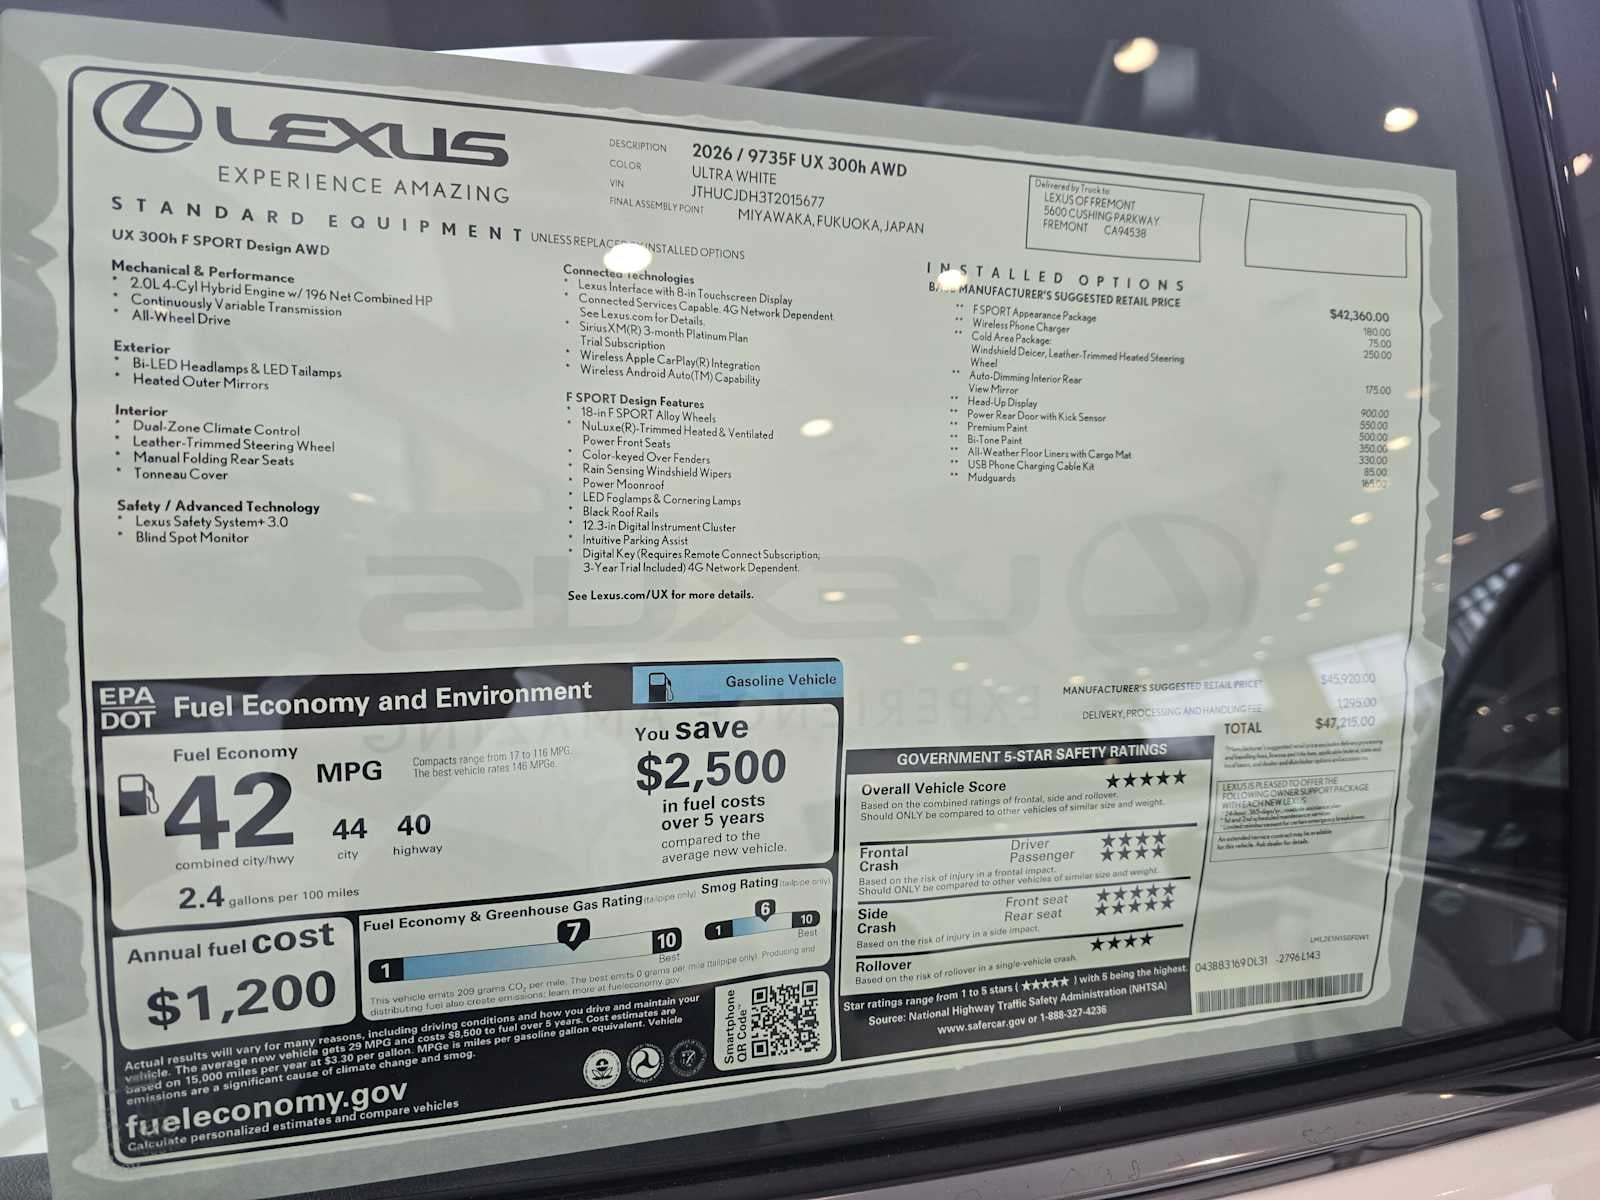 LEXUS
EXPERIENCE AMAZING
DESCRIPTION 2026 / 9735F UX 300h AWD
COLOR ULTRA WHITE
VIN JTHUCJDH3T2015677
FINAL ASSEMBLY POINT MIYAWAKA, FUKUOKA, JAPAN
Delivered by Truck to:
LEXUS OF FREMONT
5600 CUSHING PARKWAY
FREMONT CA94538
STANDARD EQUIPMENT UNLESS REPLACED BY INSTALLED OPTIONS
UX 300h F SPORT Design AWD
Mechanical & Performance
* 2.0L 4-Cyl Hybrid Engine w/ 196 Net Combined HP
* Continuously Variable Transmission
* All-Wheel Drive
Exterior
* Bi-LED Headlamps & LED Tailamps
* Heated Outer Mirrors
Interior
* Dual-Zone Climate Control
* Leather-Trimmed Steering Wheel
* Manual Folding Rear Seats
* Tonneau Cover
Safety / Advanced Technology
* Lexus Safety System+ 3.0
* Blind Spot Monitor
Connected Technologies
* Lexus Interface with 8-in Touchscreen Display
* Connected Services Capable. 4G Network Dependent.
See Lexus.com for Details.
* SiriusXM(R) 3-month Platinum Plan
Trial Subscription
* Wireless Apple CarPlay(R) Integration
* Wireless Android Auto(TM) Capability
F SPORT Design Features
* 18-in F SPORT Alloy Wheels
* NuLuxe(R)-Trimmed Heated & Ventilated
Power Front Seats
* Color-keyed Over Fenders
* Rain Sensing Windshield Wipers
* Power Moonroof
* LED Foglamps & Cornering Lamps
* Black Roof Rails
* 12.3-in Digital Instrument Cluster
* Intuitive Parking Assist
* Digital Key (Requires Remote Connect Subscription;
3-Year Trial Included) 4G Network Dependent.
See Lexus.com/UX for more details.
INSTALLED OPTIONS
BASE MANUFACTURER'S SUGGESTED RETAIL PRICE $42,360.00
** F SPORT Appearance Package 180.00
** Wireless Phone Charger 75.00
** Cold Area Package: 250.00
Windshield Deicer, Leather-Trimmed Heated Steering
Wheel
** Auto-Dimming Interior Rear
View Mirror 175.00
** Head-Up Display 900.00
** Power Rear Door with Kick Sensor 550.00
** Premium Paint 500.00
** Bi-Tone Paint 350.00
** All-Weather Floor Liners with Cargo Mat 330.00
** USB Phone Charging Cable Kit 85.00
** Mudguards 165.00
MANUFACTURER'S SUGGESTED RETAIL PRICE* $45,920.00
DELIVERY, PROCESSING AND HANDLING FEE 1,295.00
TOTAL $47,215.00
LEXUS IS PLEASED TO OFFER THE
FOLLOWING OWNER SUPPORT PACKAGE
WITH EACH NEW LEXUS
An extended service contract may be available
for this vehicle. Ask dealer for details.
043883169 DL31 -2796L143
EPA
DOT
Fuel Economy and Environment
Gasoline Vehicle
Fuel Economy
42 MPG
combined city/hwy
44
city
40
highway
Compacts range from 17 to 116 MPG.
The best vehicle rates 146 MPGe.
2.4 gallons per 100 miles
You save
$2,500
in fuel costs
over 5 years
compared to the
average new vehicle.
Annual fuel cost
$1,200
Fuel Economy & Greenhouse Gas Rating (tailpipe only)
1 7 10
Best
Smog Rating (tailpipe only)
1 6 10
Best
This vehicle emits 209 grams CO2 per mile. The best emits 0 grams per mile (tailpipe only). Producing and
distributing fuel also create emissions; learn more at fueleconomy.gov.
Actual results will vary for many reasons, including driving conditions and how you drive and maintain your
vehicle. The average new vehicle gets 29 MPG and costs $8,500 to fuel over 5 years. Cost estimates are
based on 15,000 miles per year at $3.30 per gallon. MPGe is miles per gasoline gallon equivalent. Vehicle
emissions are a significant cause of climate change and smog.
fueleconomy.gov
Calculate personalized estimates and compare vehicles
Smartphone
QR Code™
GOVERNMENT 5-STAR SAFETY RATINGS
Overall Vehicle Score ★★★★★
Based on the combined ratings of frontal, side and rollover.
Should ONLY be compared to other vehicles of similar size and weight.
Frontal Crash
Driver ★★★★
Passenger ★★★★
Based on the risk of injury in a frontal impact.
Should ONLY be compared to other vehicles of similar size and weight.
Side Crash
Front seat ★★★★★
Rear seat ★★★★★
Based on the risk of injury in a side impact.
Rollover ★★★★
Based on the risk of rollover in a single-vehicle crash.
Star ratings range from 1 to 5 stars (★★★★★) with 5 being the highest.
Source: National Highway Traffic Safety Administration (NHTSA)
www.safercar.gov or 1-888-327-4236